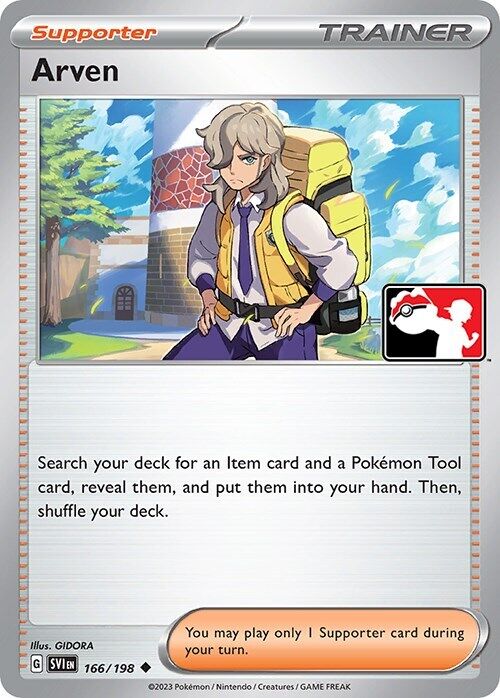 Supporter
TRAINER
Arven
Search your deck for an Item card and a Pokémon Tool
card, reveal them, and put them into your hand. Then,
shuffle your deck.
Illus. GIDORA
You may play only 1 Supporter card during
your turn.
G SVI EN 166/198 ◆
©2023 Pokémon / Nintendo / Creatures / GAME FREAK